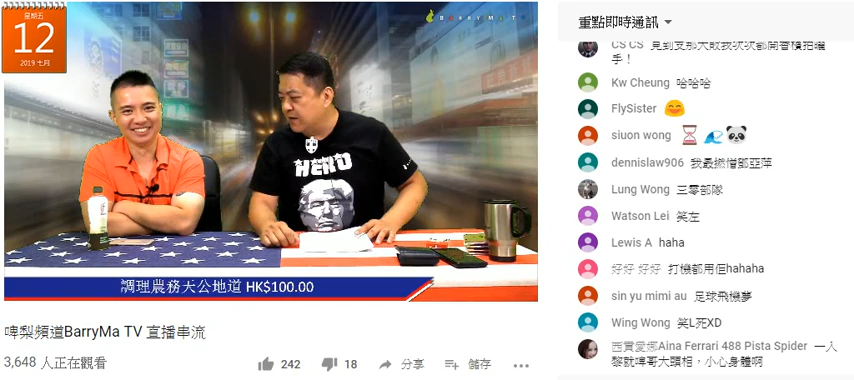 星期五
12
2019 七月
BARRYMATV
HERO
調理農務天公地道 HK$100.00
啤梨頻道BarryMa TV 直播串流
3,648 人正在觀看
242
18
分享
儲存
重點即時通訊
CS CS 見到支那大敗我次次都開香檳拍曬
手！
Kw Cheung 哈哈哈
FlySister
siuon wong
dennislaw906 我最撚憎鄧亞萍
Lung Wong 三零部隊
Watson Lei 笑左
Lewis A haha
好好 好好 打機都用佢hahaha
sin yu mimi au 足球飛機夢
Wing Wong 笑L死XD
西貢愛娜Aina Ferrari 488 Pista Spider 一入
黎就啤哥大頭相，小心身體啊